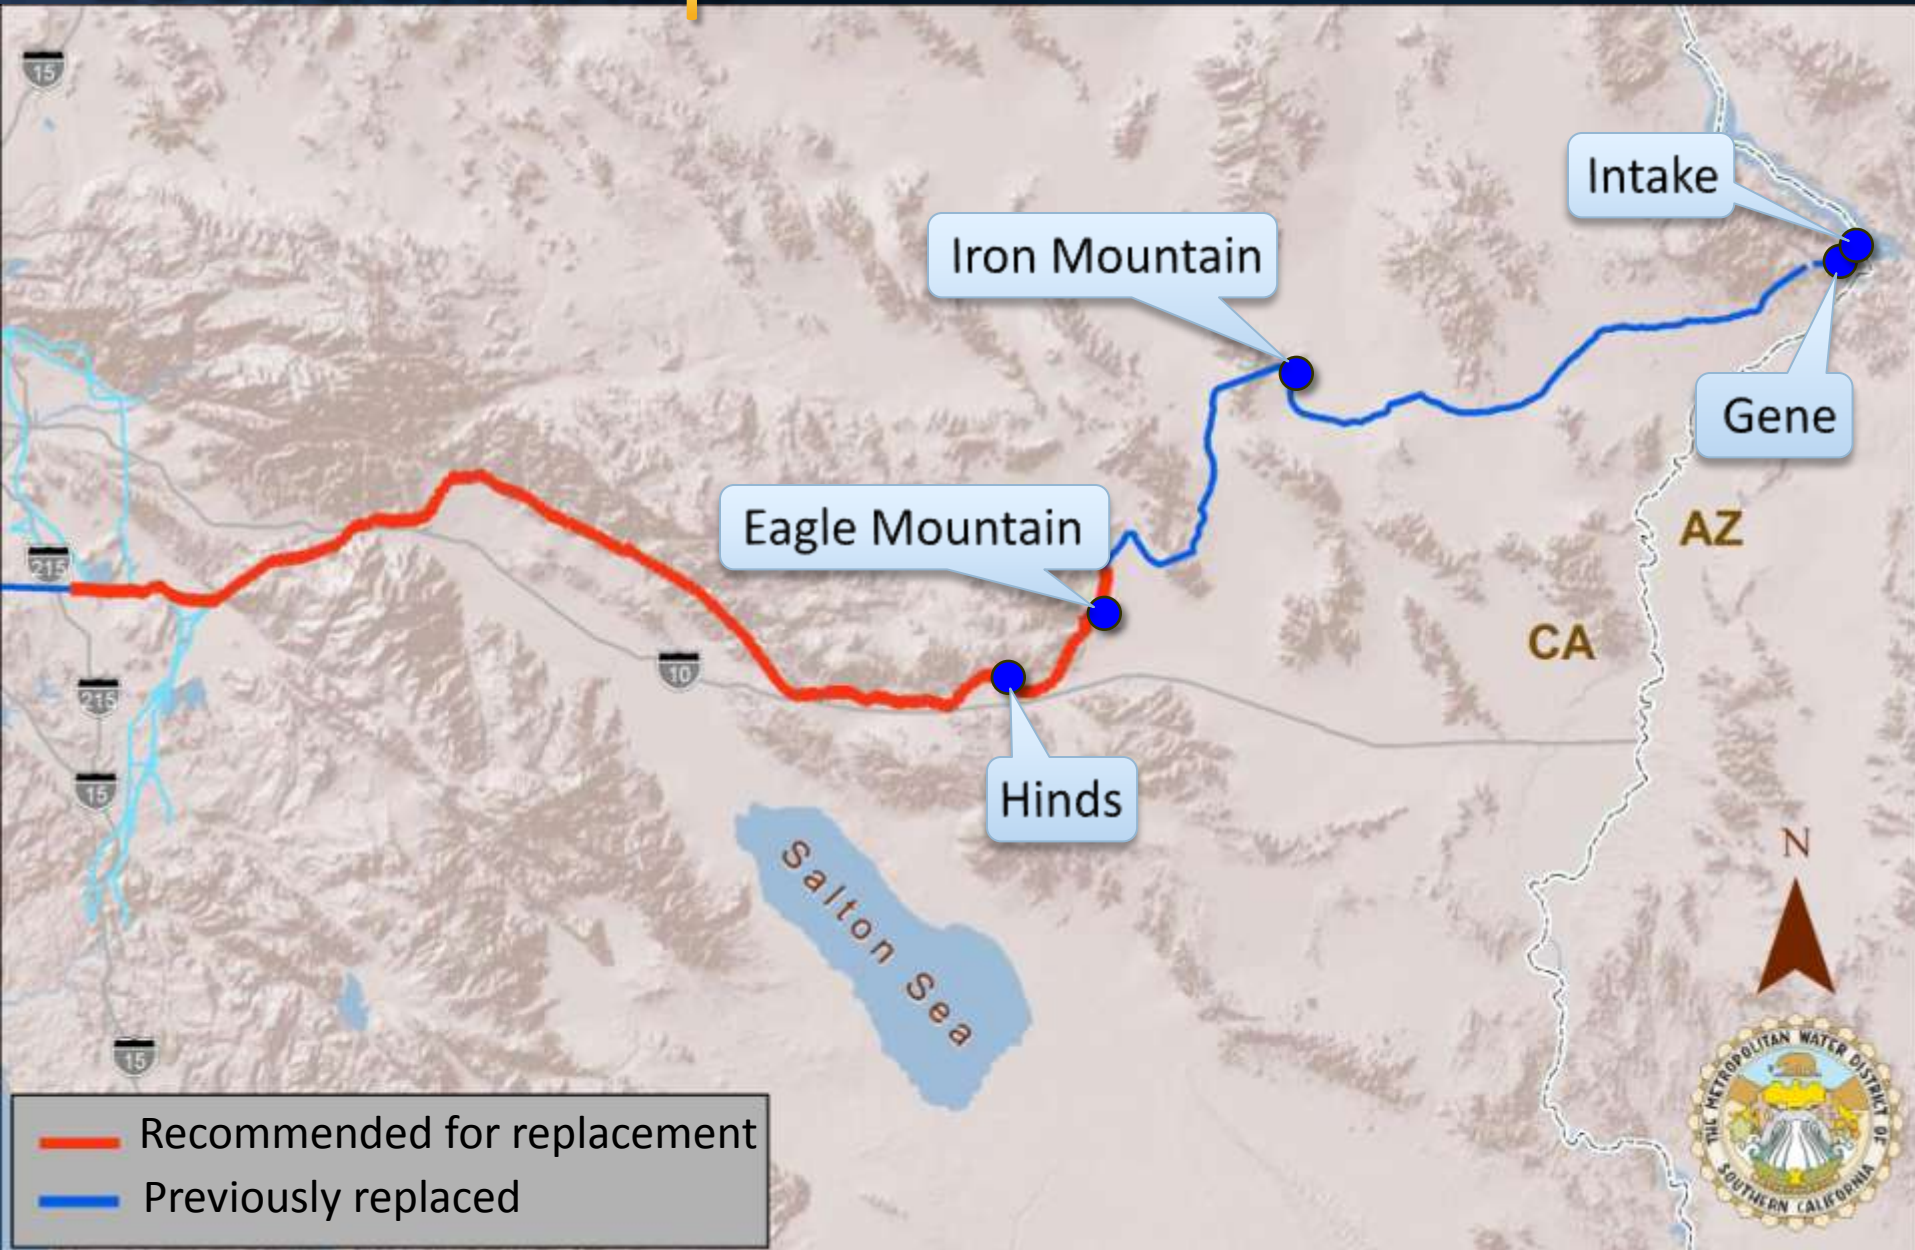 15
Intake
Iron Mountain
Gene
Eagle Mountain
AZ
215
CA
10
215
15
Hinds
N
Salton Sea
15
THE METROPOLITAN WATER DISTRICT OF
SOUTHERN CALIFORNIA
Recommended for replacement
Previously replaced